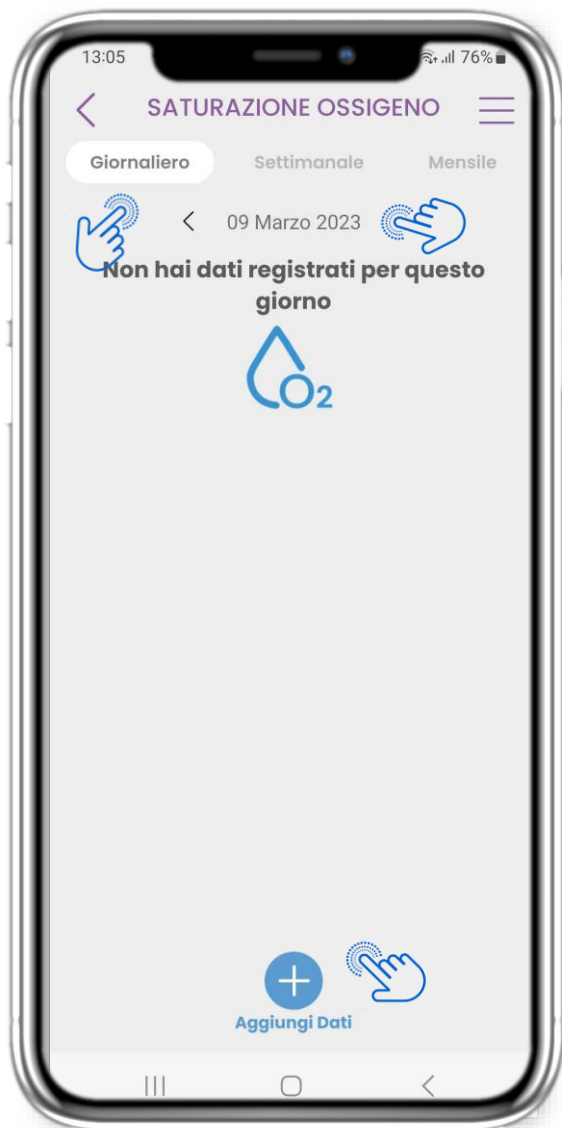 13:05
76%
SATURAZIONE OSSIGENO
Giornaliero Settimanale Mensile
09 Marzo 2023
Non hai dati registrati per questo
giorno
O2
Aggiungi Dati